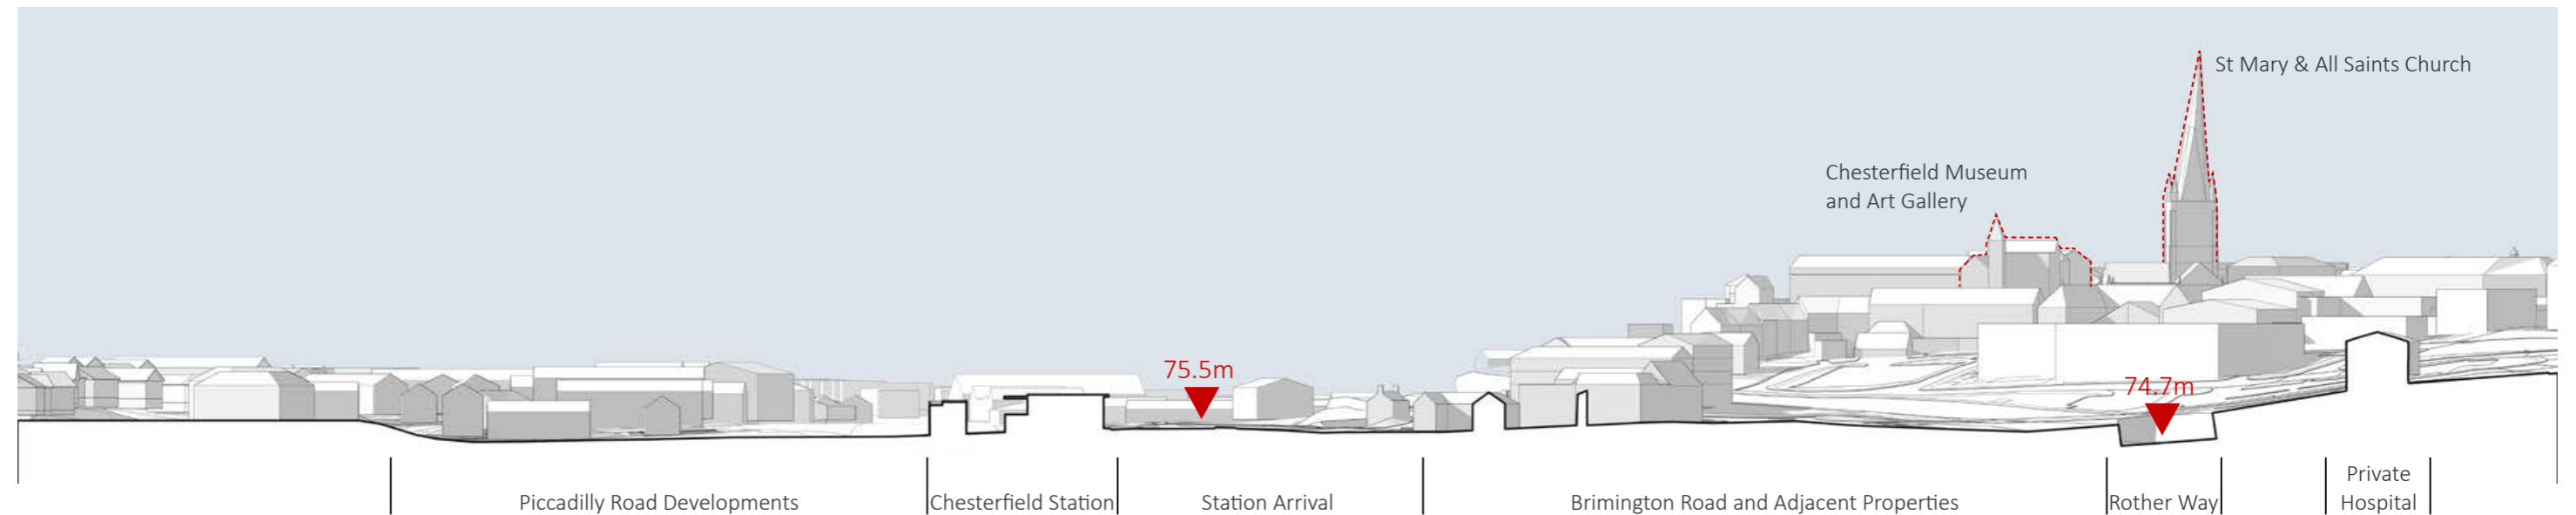 St Mary & All Saints Church
Chesterfield Museum
and Art Gallery
75.5m
74.7m
Piccadilly Road Developments
Chesterfield Station
Station Arrival
Brimington Road and Adjacent Properties
Rother Way
Private
Hospital